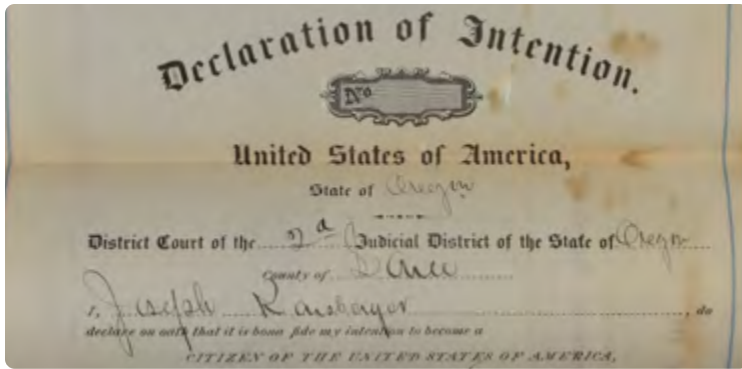 Declaration of Intention.
No
United States of America,
State of Oregon
District Court of the 2d Judicial District of the State of Oregon
County of Lane
I, Joseph Ransberger, do
declare on oath that it is bona fide my intention to become a
CITIZEN OF THE UNITED STATES OF AMERICA,